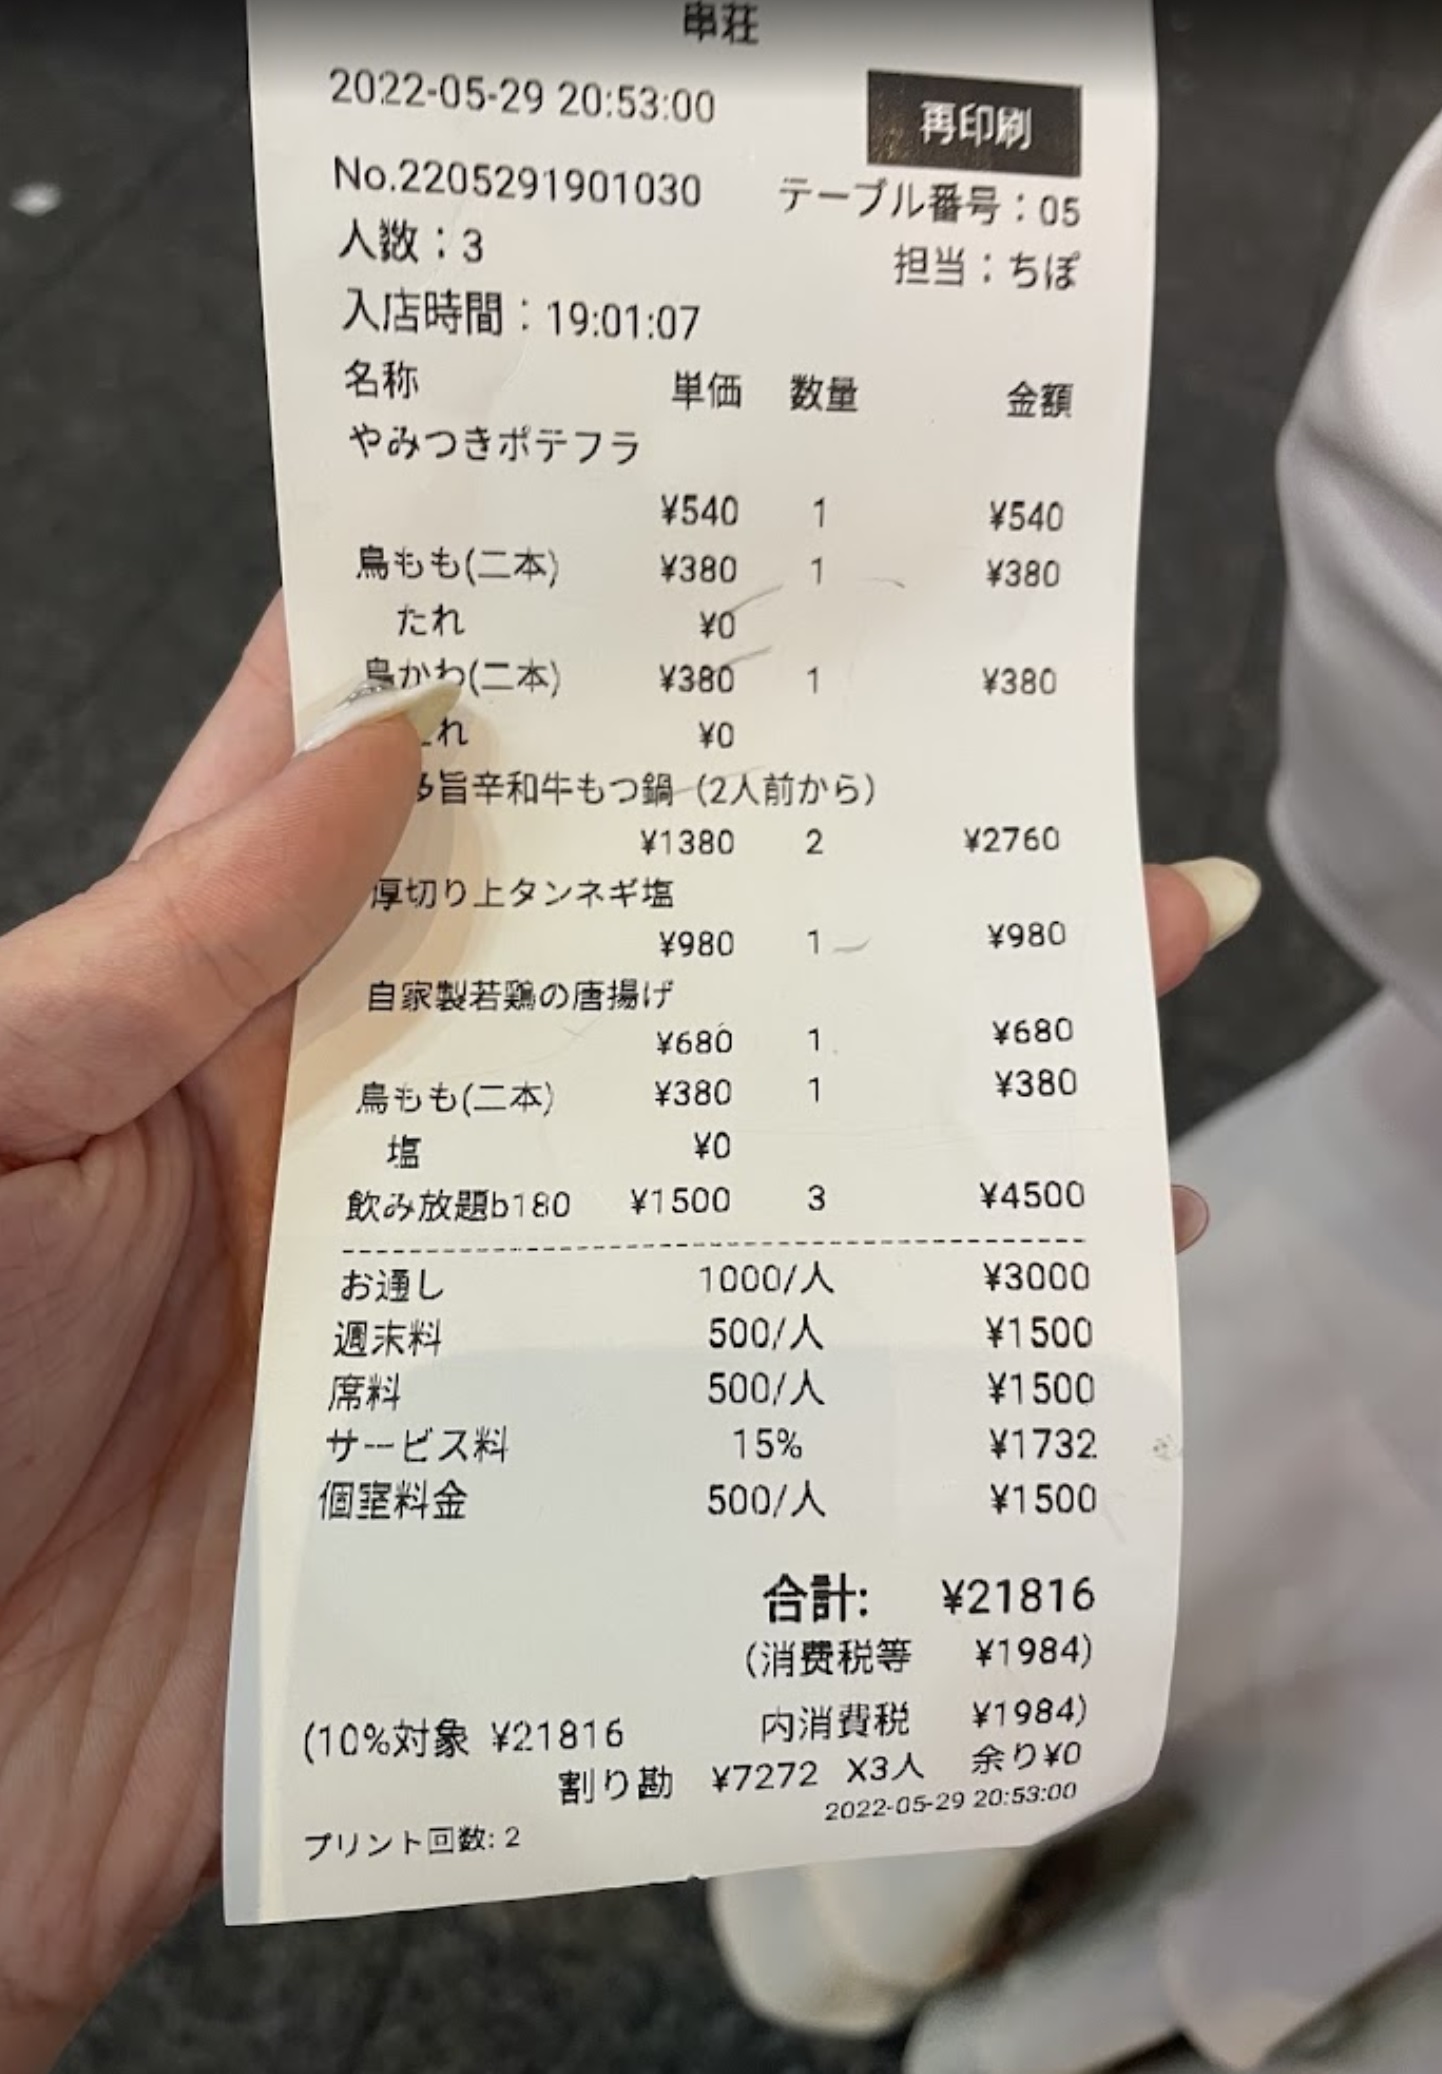 串荘
2022-05-29 20:53:00
再印刷
No.2205291901030 テーブル番号：05
人数：3 担当：ちぽ
入店時間：19:01:07
名称 単価 数量 金額
やみつきポテフラ
¥540 1 ¥540
鳥もも(二本) ¥380 1 ¥380
たれ ¥0
鳥かわ(二本) ¥380 1 ¥380
れ ¥0
旨辛和牛もつ鍋（2人前から）
¥1380 2 ¥2760
厚切り上タンネギ塩
¥980 1 ¥980
自家製若鶏の唐揚げ
¥680 1 ¥680
鳥もも(二本) ¥380 1 ¥380
塩 ¥0
飲み放題b180 ¥1500 3 ¥4500
お通し 1000/人 ¥3000
週末料 500/人 ¥1500
席料 500/人 ¥1500
サービス料 15% ¥1732
個室料金 500/人 ¥1500
合計: ¥21816
(消費税等 ¥1984)
(10%対象 ¥21816 内消費税 ¥1984)
割り勘 ¥7272 X3人 余り¥0
2022-05-29 20:53:00
プリント回数: 2